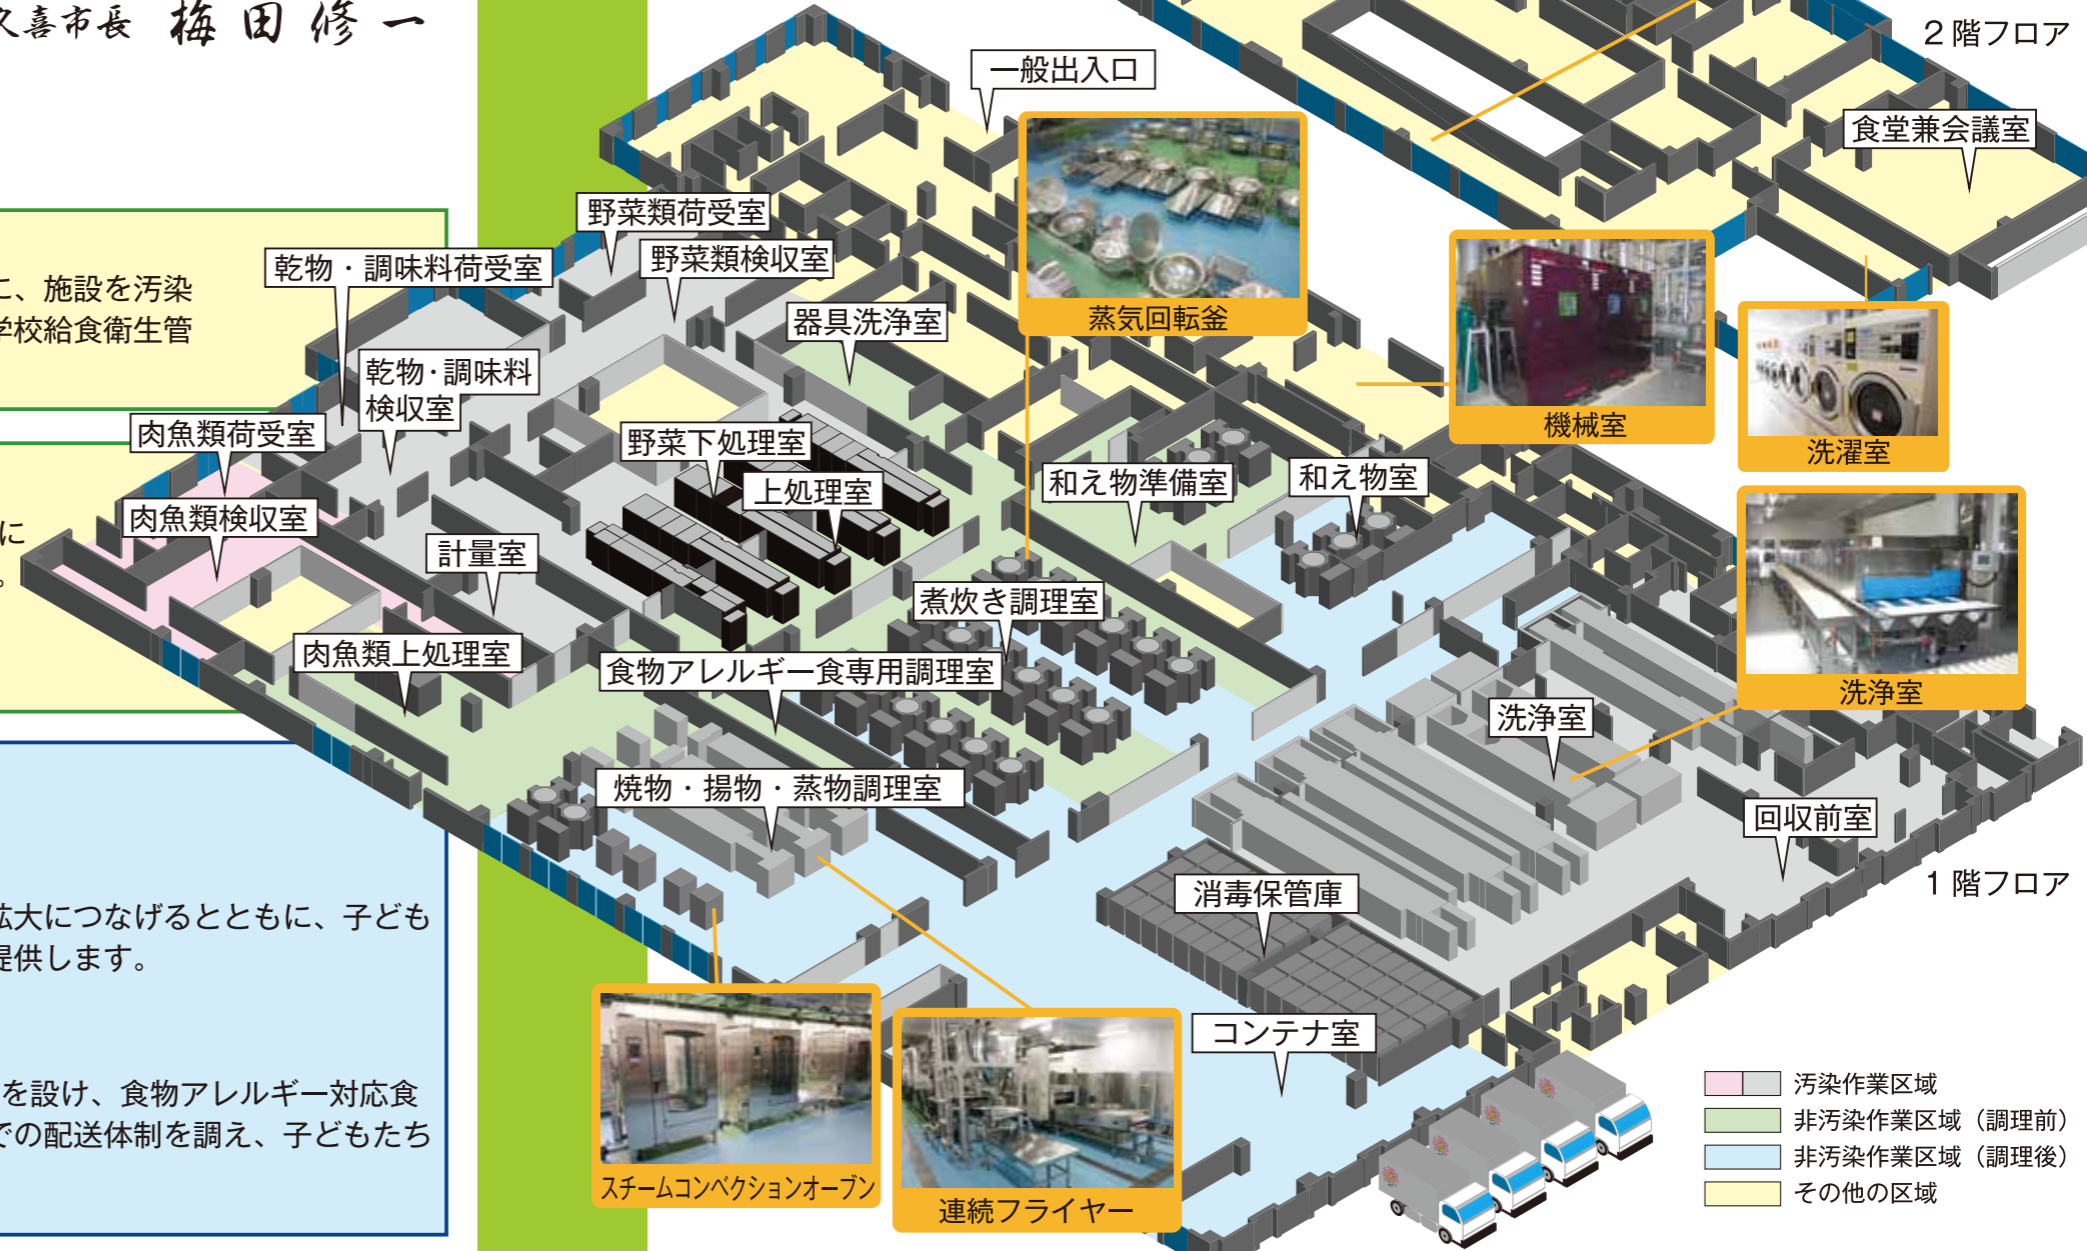 久喜市長 梅田修一
に、施設を汚染
学校給食衛生管
に
。
拡大につなげるとともに、子ども
提供します。
を設け、食物アレルギー対応食
での配送体制を調え、子どもたち
2階フロア
食堂兼会議室
一般出入口
野菜類荷受室
野菜類検収室
乾物・調味料荷受室
器具洗浄室
蒸気回転釜
機械室
洗濯室
乾物・調味料
検収室
肉魚類荷受室
野菜下処理室
上処理室
和え物準備室
和え物室
肉魚類検収室
計量室
煮炊き調理室
肉魚類上処理室
食物アレルギー食専用調理室
洗浄室
洗浄室
焼物・揚物・蒸物調理室
回収前室
1階フロア
消毒保管庫
コンテナ室
スチームコンベクションオーブン
連続フライヤー
汚染作業区域
非汚染作業区域（調理前）
非汚染作業区域（調理後）
その他の区域